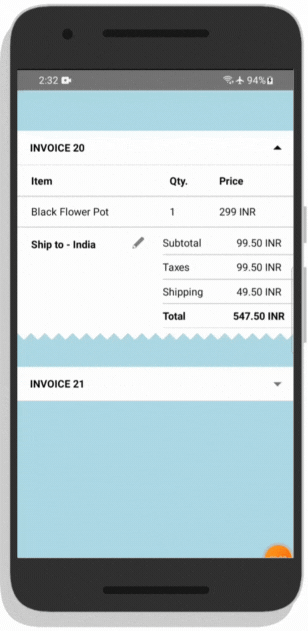 2:32 94%
INVOICE 20
Item Qty. Price
Black Flower Pot 1 299 INR
Ship to - India Subtotal 99.50 INR
Taxes 99.50 INR
Shipping 49.50 INR
Total 547.50 INR
INVOICE 21